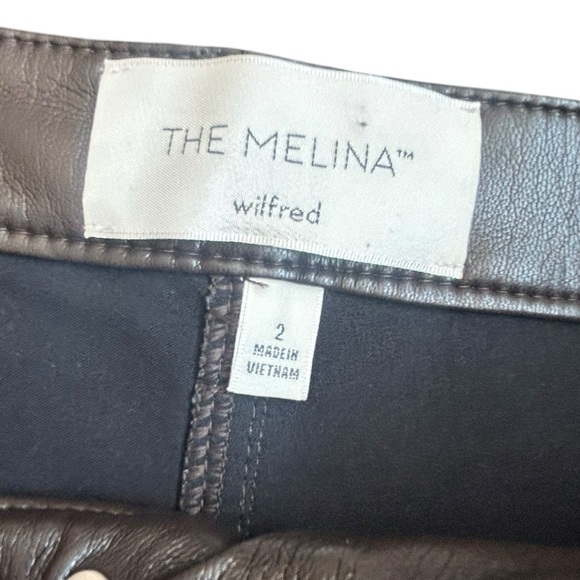 THE MELINA™
wilfred
2
MADE IN
VIETNAM